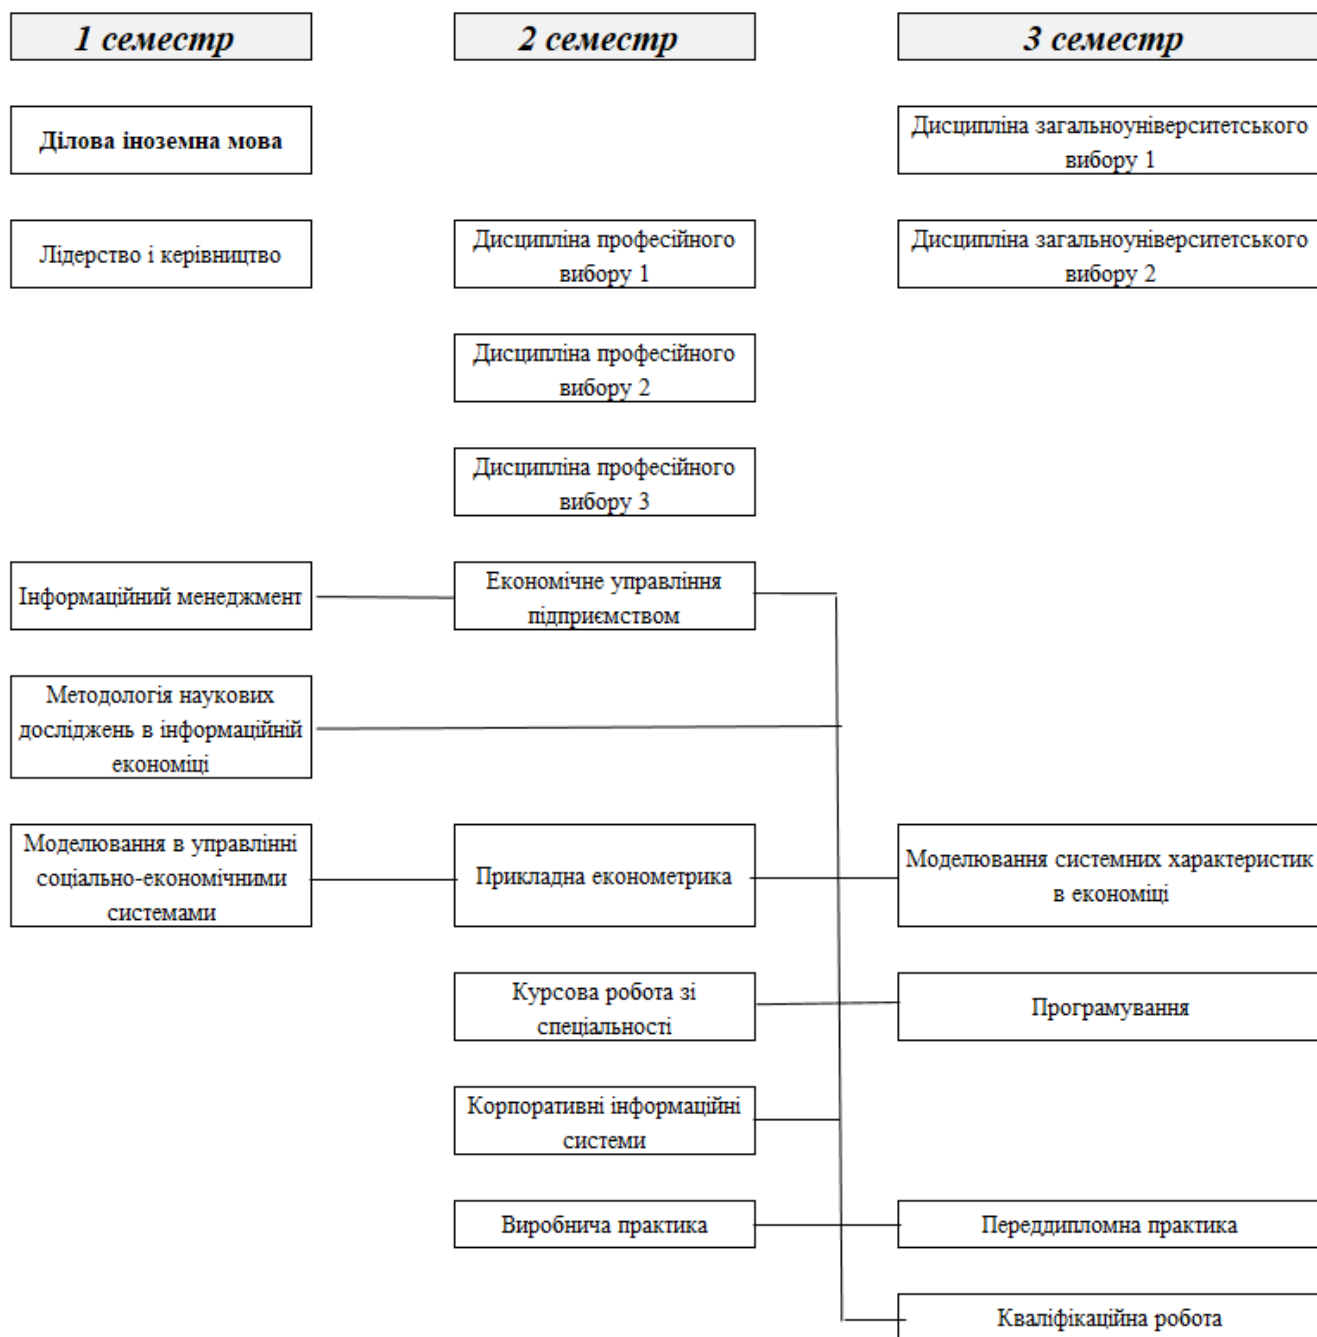 1 семестр
2 семестр
3 семестр
Ділова іноземна мова
Дисципліна загальноуніверситетського
вибору 1
Лідерство і керівництво
Дисципліна професійного
вибору 1
Дисципліна загальноуніверситетського
вибору 2
Дисципліна професійного
вибору 2
Дисципліна професійного
вибору 3
Інформаційний менеджмент
Економічне управління
підприємством
Методологія наукових
досліджень в інформаційній
економіці
Моделювання в управлінні
соціально-економічними
системами
Прикладна економетрика
Моделювання системних характеристик
в економіці
Курсова робота зі
спеціальності
Програмування
Корпоративні інформаційні
системи
Виробнича практика
Переддипломна практика
Кваліфікаційна робота